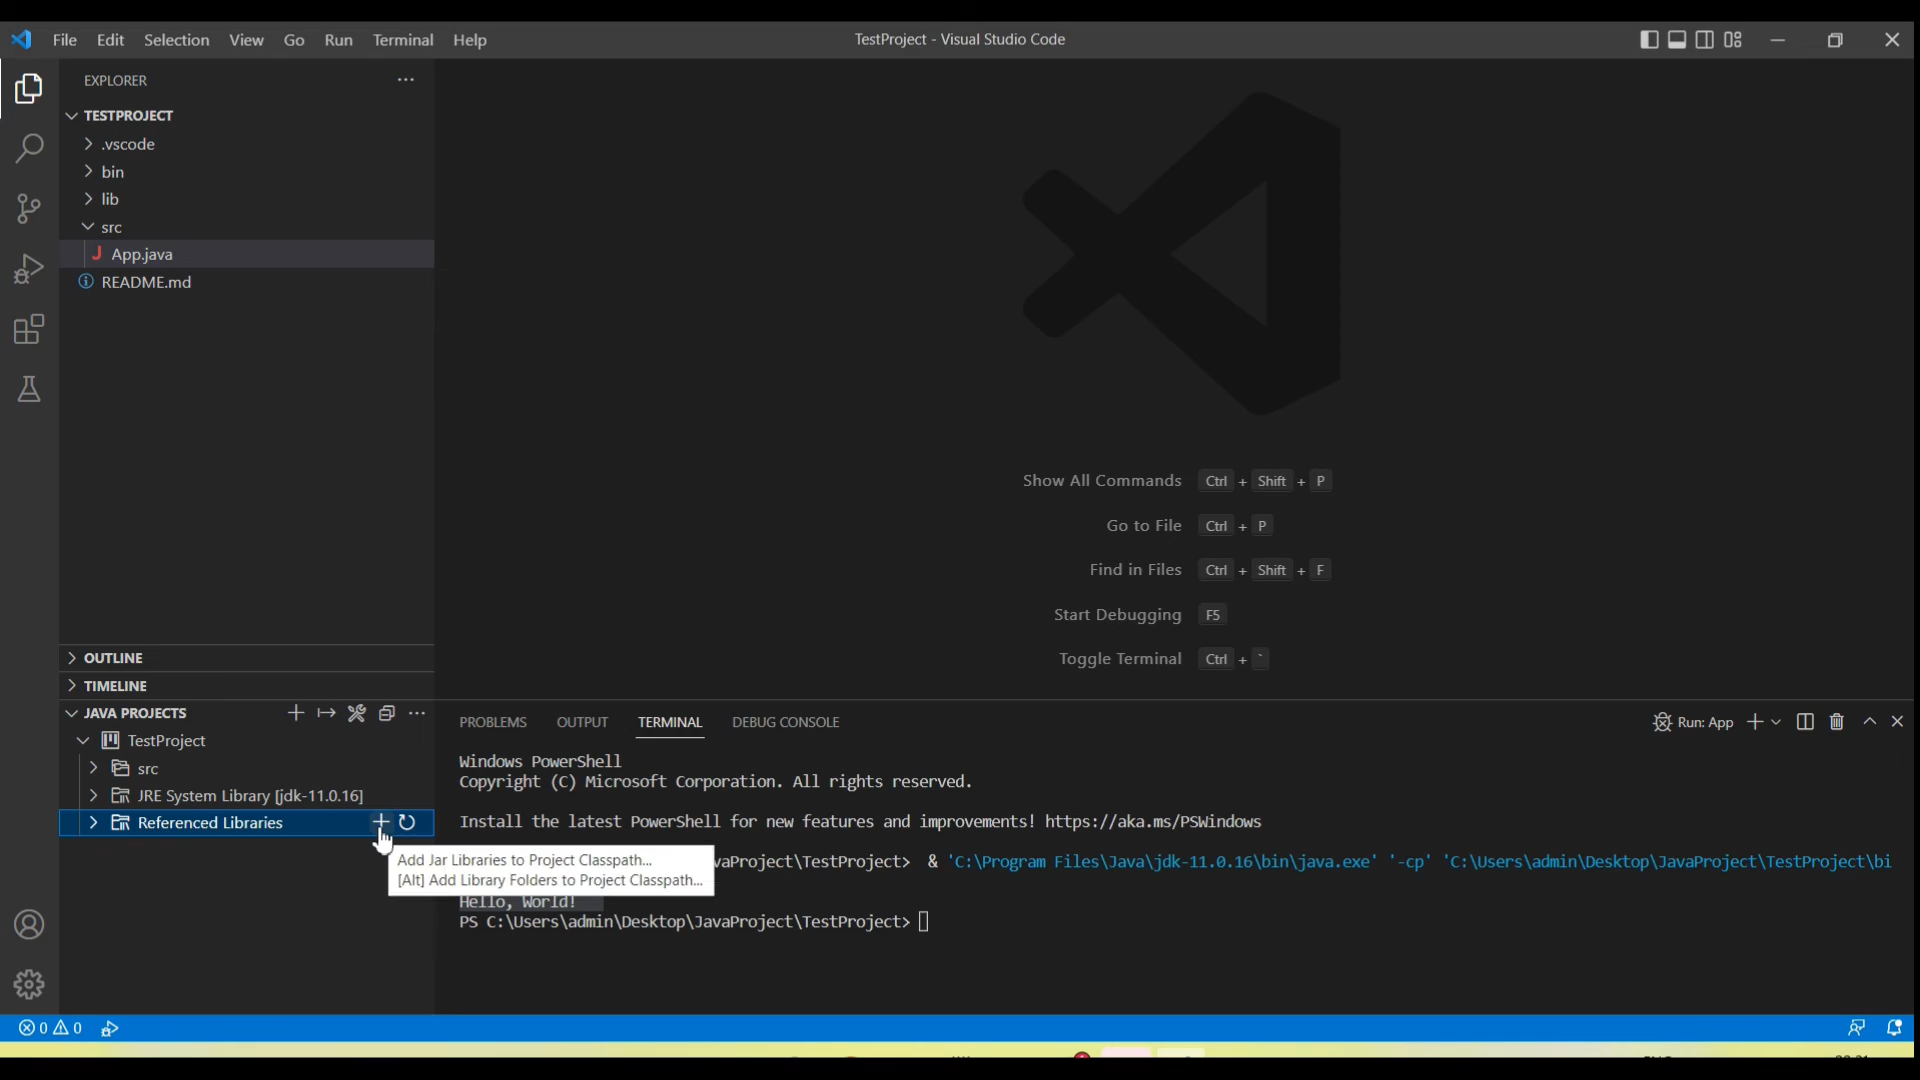 File Edit Selection View Go Run Terminal Help
TestProject - Visual Studio Code
EXPLORER
TESTPROJECT
.vscode
bin
lib
src
J App.java
README.md
Show All Commands Ctrl + Shift + P
Go to File Ctrl + P
Find in Files Ctrl + Shift + F
Start Debugging F5
Toggle Terminal Ctrl + `
OUTLINE
TIMELINE
JAVA PROJECTS
TestProject
src
JRE System Library [jdk-11.0.16]
Referenced Libraries
Add Jar Libraries to Project Classpath...
[Alt] Add Library Folders to Project Classpath...
PROBLEMS OUTPUT TERMINAL DEBUG CONSOLE
Run: App
Windows PowerShell
Copyright (C) Microsoft Corporation. All rights reserved.
Install the latest PowerShell for new features and improvements! https://aka.ms/PSWindows
vaProject\TestProject> & 'C:\Program Files\Java\jdk-11.0.16\bin\java.exe' '-cp' 'C:\Users\admin\Desktop\JavaProject\TestProject\bi
Hello, World!
PS C:\Users\admin\Desktop\JavaProject\TestProject>
0 0